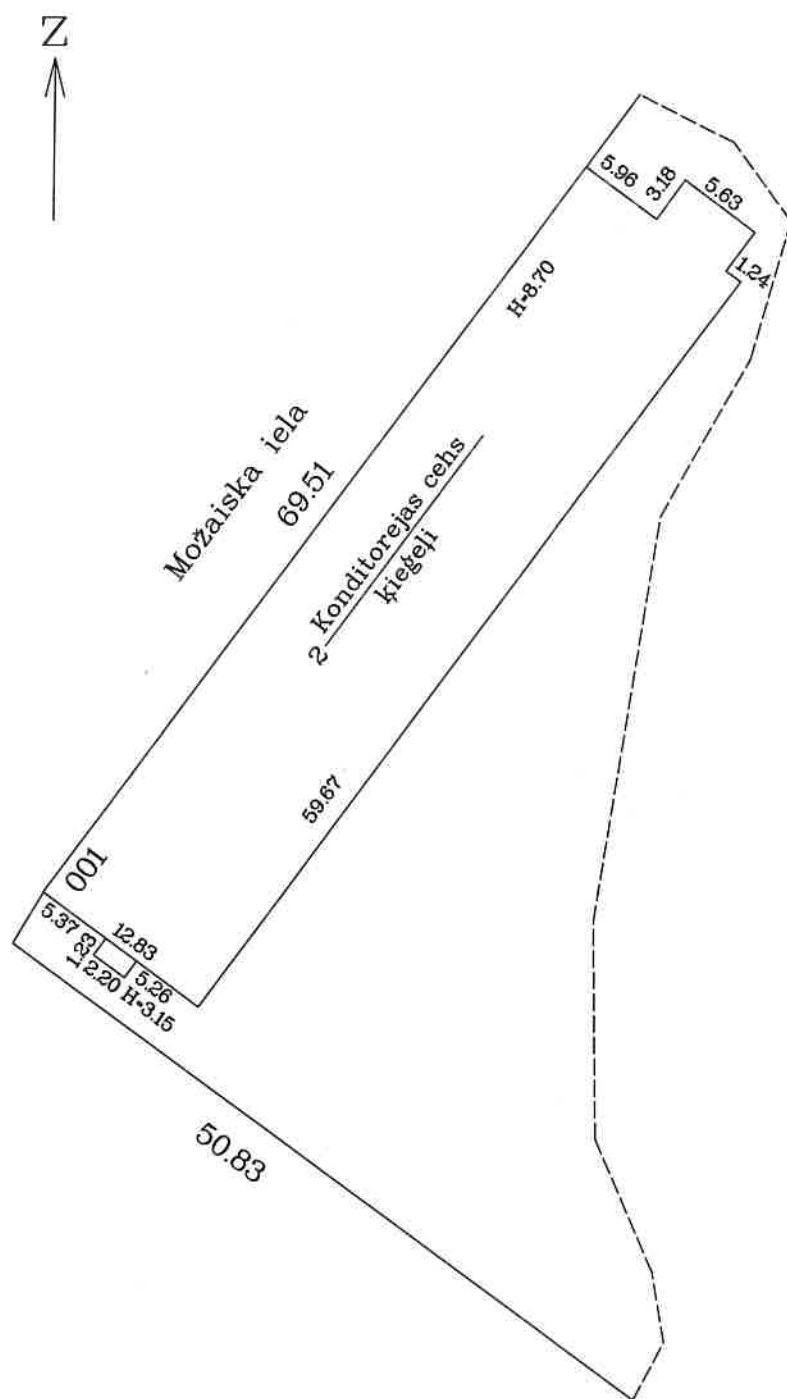 Z
5.96
3.18
5.63
1.24
H=8.70
Možaiska iela
69.51
2 Konditorejas cehs
ķieģeļi
59.67
001
5.37
12.83
1.23
2.20 H=3.15
5.26
50.83